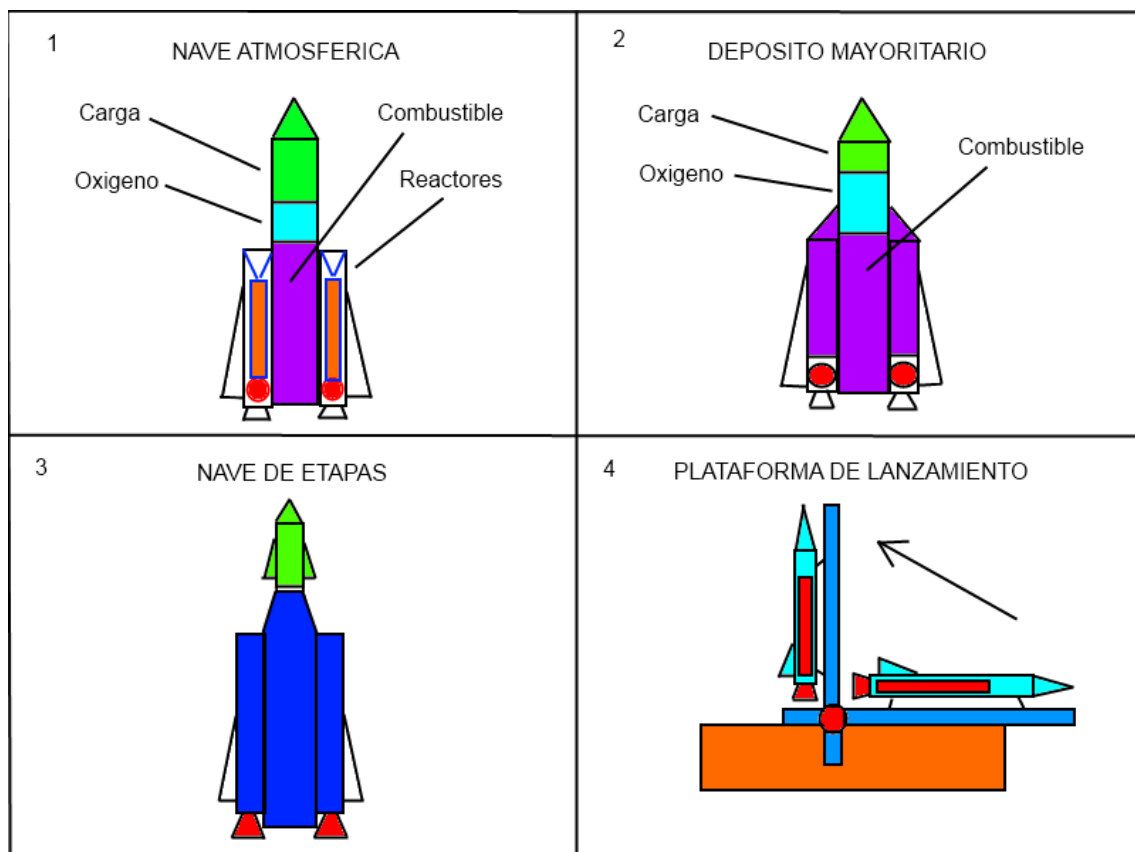 1
NAVE ATMOSFERICA
Carga
Combustible
Oxigeno
Reactores
2
DEPOSITO MAYORITARIO
Carga
Combustible
Oxigeno
3
NAVE DE ETAPAS
4
PLATAFORMA DE LANZAMIENTO